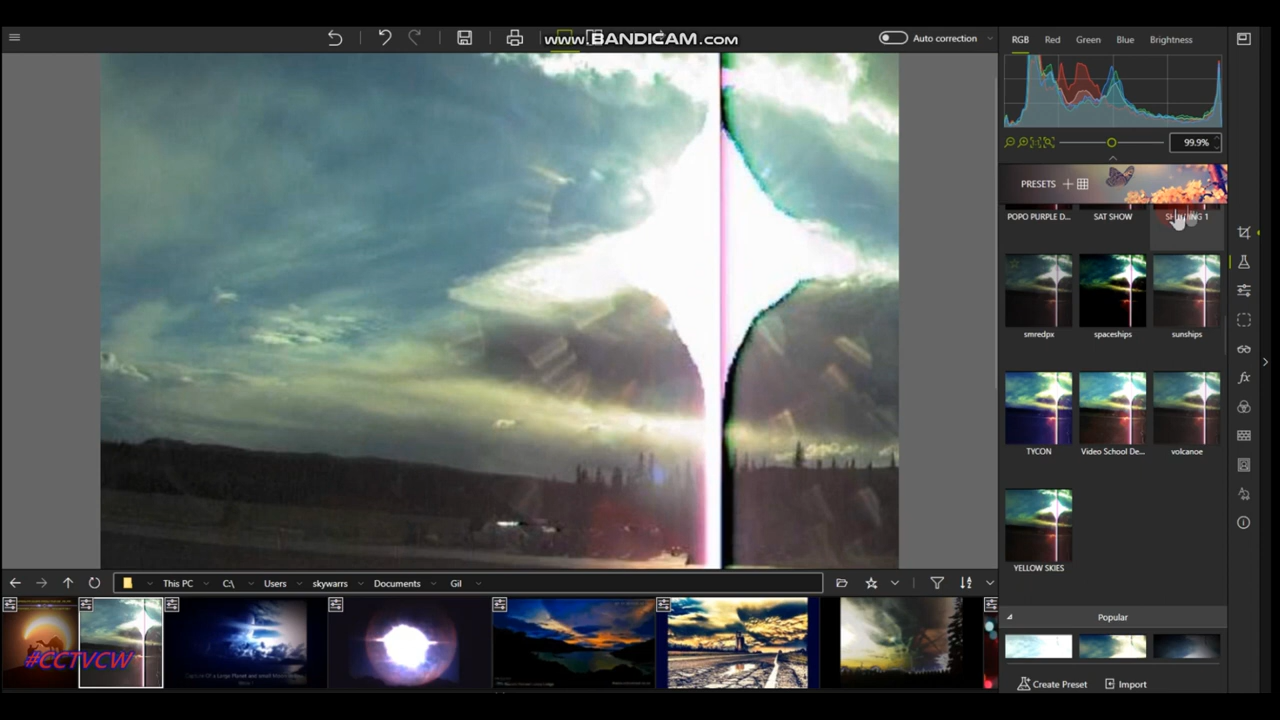 www.BANDICAM.com
Auto correction
RGB Red Green Blue Brightness
99.9%
PRESETS
POPO PURPLE D... SAT SHOW
smredpx spaceships sunships
TYCON Video School De... volcanoe
YELLOW SKIES
Popular
Create Preset Import
This PC C:\ Users skywarrs Documents Gil
#CCTVCW